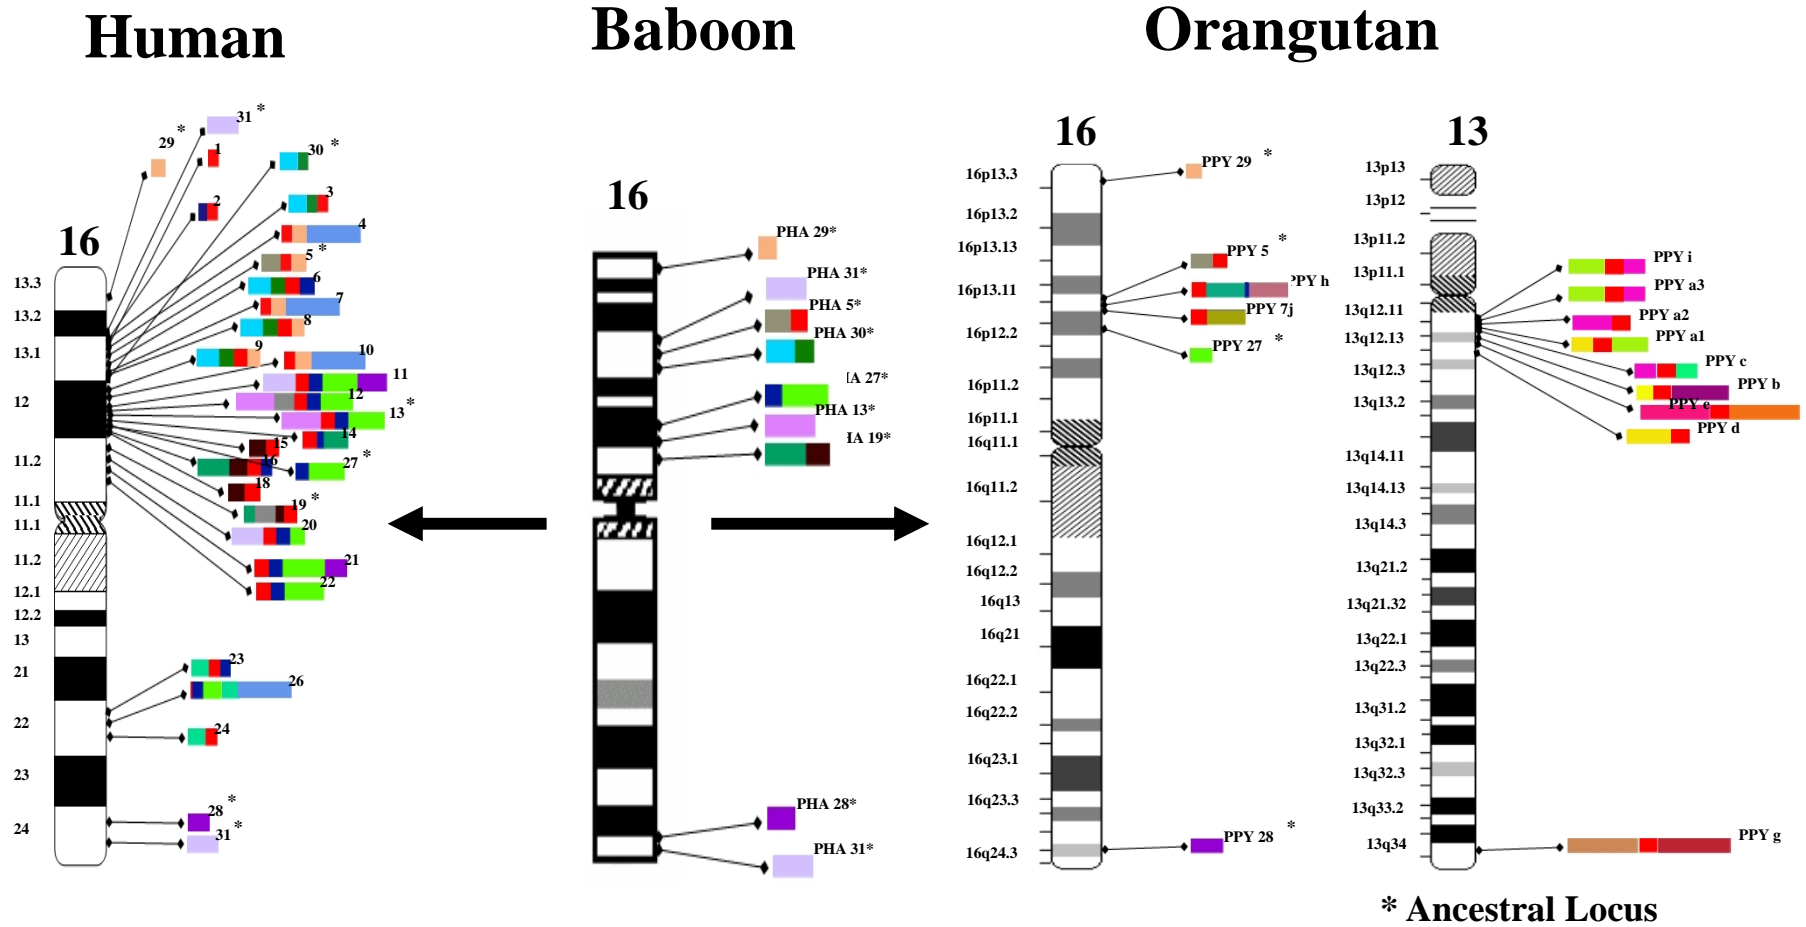 Human
Baboon
Orangutan
16
13.3
13.2
13.1
12
11.2
11.1
11.1
11.2
12.1
12.2
13
21
22
23
24
31 *
29 *
1
30 *
2
3
4
5 *
6
7
8
9
10
11
12
13 *
14
15
16
27 *
18
19 *
20
21
22
23
26
24
28 *
31 *
16
PHA 29*
PHA 31*
PHA 5*
PHA 30*
A 27*
PHA 13*
IA 19*
PHA 28*
PHA 31*
16
16p13.3
16p13.2
16p13.13
16p13.11
16p12.2
16p11.2
16p11.1
16q11.1
16q11.2
16q12.1
16q12.2
16q13
16q21
16q22.1
16q22.2
16q23.1
16q23.3
16q24.3
PPY 29 *
PPY 5 *
PPY h
PPY 7j
PPY 27 *
PPY 28 *
13
13p13
13p12
13p11.2
13p11.1
13q12.11
13q12.13
13q12.3
13q13.2
13q14.11
13q14.13
13q14.3
13q21.2
13q21.32
13q22.1
13q22.3
13q31.2
13q32.1
13q32.3
13q33.2
13q34
PPY i
PPY a3
PPY a2
PPY a1
PPY c
PPY b
PPY e
PPY d
PPY g
* Ancestral Locus